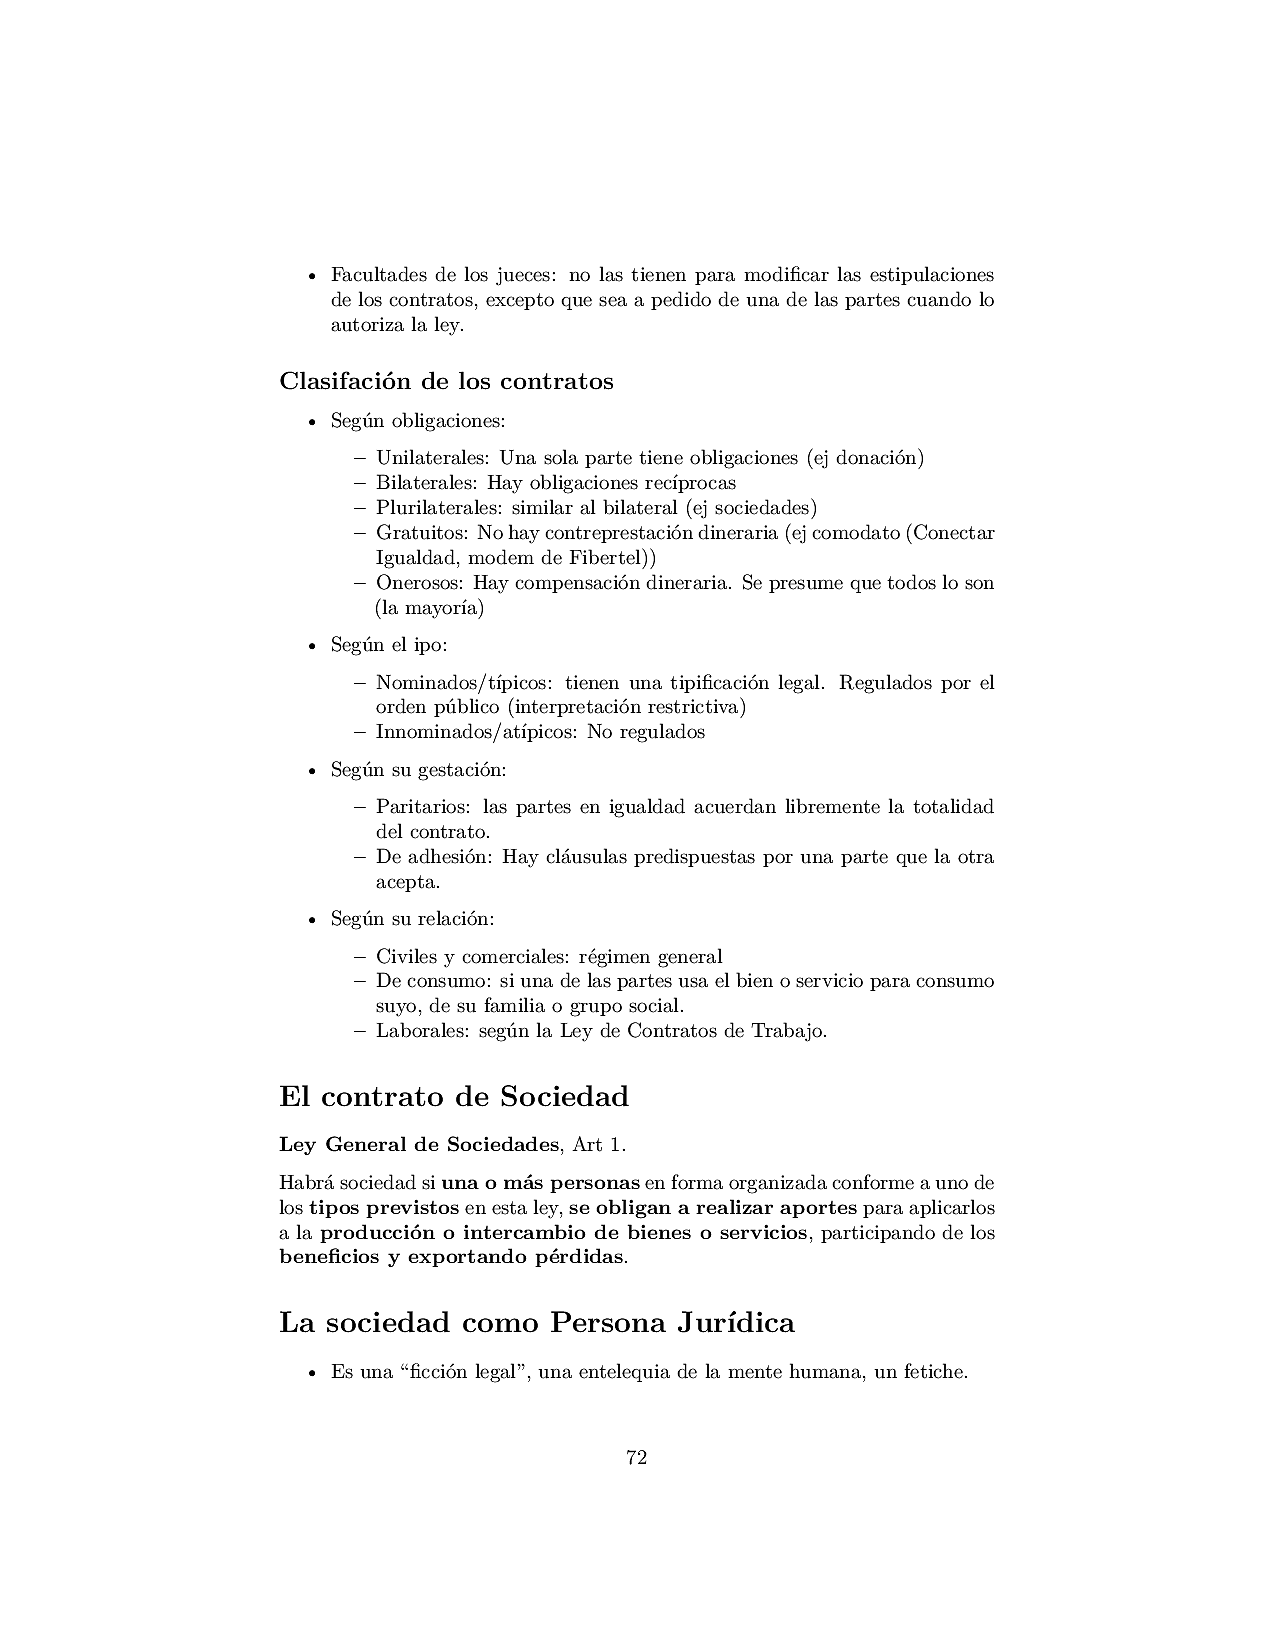 • Facultades de los jueces: no las tienen para modificar las estipulaciones
de los contratos, excepto que sea a pedido de una de las partes cuando lo
autoriza la ley.
Clasifación de los contratos
• Según obligaciones:
– Unilaterales: Una sola parte tiene obligaciones (ej donación)
– Bilaterales: Hay obligaciones recíprocas
– Plurilaterales: similar al bilateral (ej sociedades)
– Gratuitos: No hay contreprestación dineraria (ej comodato (Conectar
Igualdad, modem de Fibertel))
– Onerosos: Hay compensación dineraria. Se presume que todos lo son
(la mayoría)
• Según el ipo:
– Nominados/típicos: tienen una tipificación legal. Regulados por el
orden público (interpretación restrictiva)
– Innominados/atípicos: No regulados
• Según su gestación:
– Paritarios: las partes en igualdad acuerdan libremente la totalidad
del contrato.
– De adhesión: Hay cláusulas predispuestas por una parte que la otra
acepta.
• Según su relación:
– Civiles y comerciales: régimen general
– De consumo: si una de las partes usa el bien o servicio para consumo
suyo, de su familia o grupo social.
– Laborales: según la Ley de Contratos de Trabajo.
El contrato de Sociedad
Ley General de Sociedades, Art 1.
Habrá sociedad si una o más personas en forma organizada conforme a uno de
los tipos previstos en esta ley, se obligan a realizar aportes para aplicarlos
a la producción o intercambio de bienes o servicios, participando de los
beneficios y exportando pérdidas.
La sociedad como Persona Jurídica
• Es una “ficción legal”, una entelequia de la mente humana, un fetiche.
72